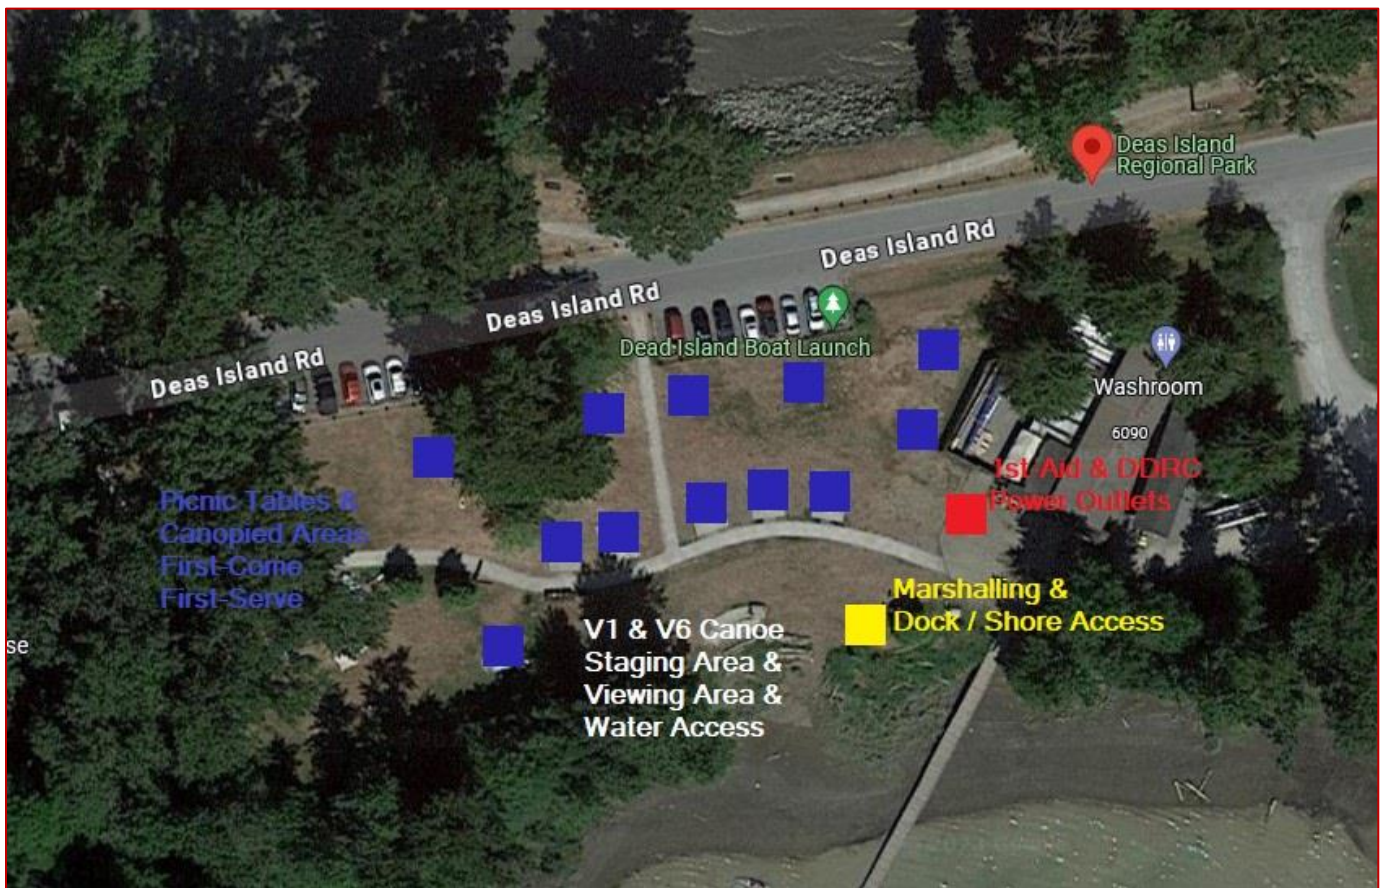 Deas Island
Regional Park
Deas Island Rd
Deas Island Rd
Deas Island Rd
Dead Island Boat Launch
Washroom
6090
1st Aid & DDRC
Power Outlets
Picnic Tables &
Canopied Areas
First-Come
First-Serve
Marshalling &
Dock / Shore Access
V1 & V6 Canoe
Staging Area &
Viewing Area &
Water Access
se